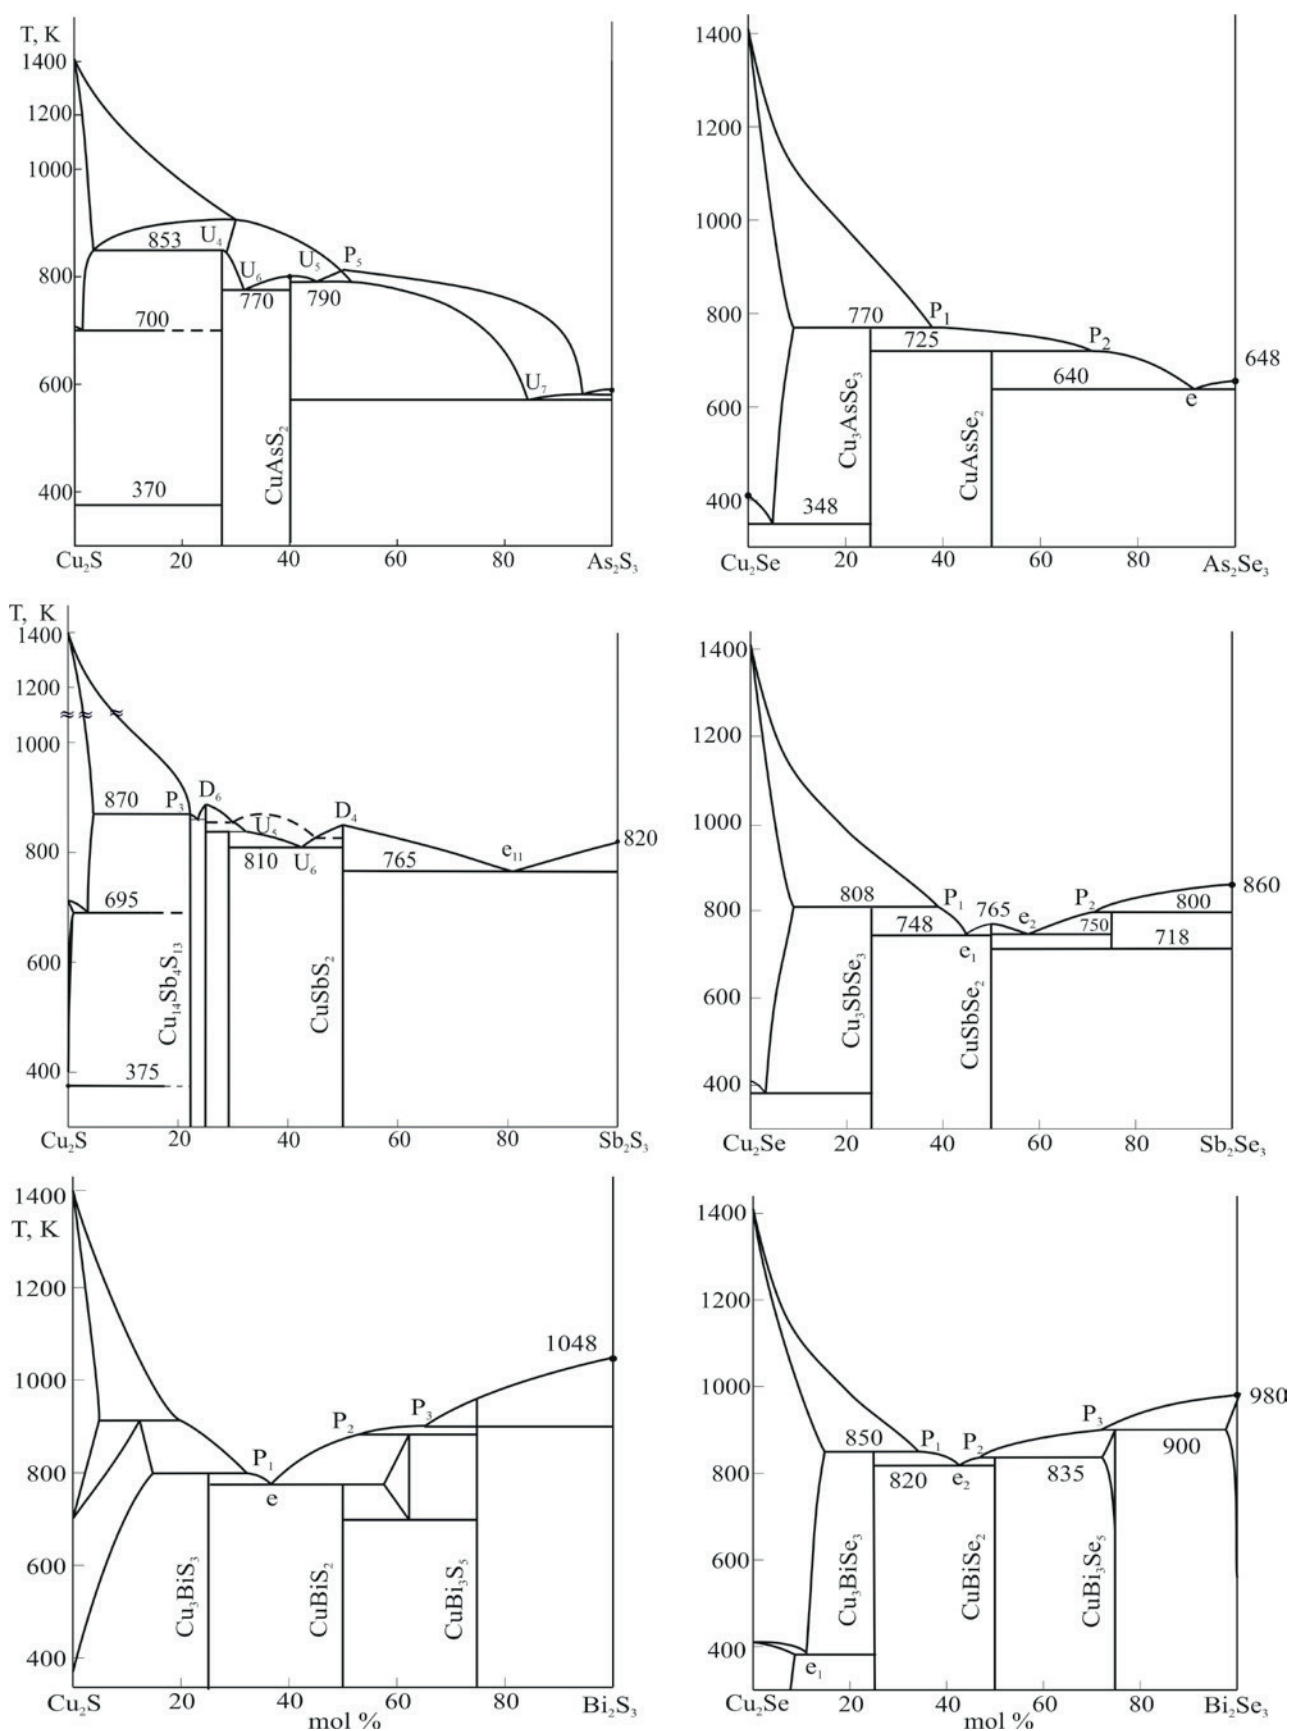 T, K
1400
1200
1000
800
600
400
853
U₄
U₆
U₅
P₅
770
790
700
U₇
370
CuAsS₂
Cu₂S
20
40
60
80
As₂S₃
1400
1200
1000
800
600
400
770
P₁
725
P₂
640
648
e
348
Cu₃AsSe₃
CuAsSe₂
Cu₂Se
20
40
60
80
As₂Se₃
T, K
1400
1200
1000
800
600
400
870
P₃
D₆
U₅
D₄
810
U₆
765
e₁₁
820
695
375
Cu₁₄Sb₄S₁₃
CuSbS₂
Cu₂S
20
40
60
80
Sb₂S₃
1400
1200
1000
800
600
400
808
P₁
765
e₂
P₂
860
800
748
750
718
e₁
Cu₃SbSe₃
CuSbSe₂
Cu₂Se
20
40
60
80
Sb₂Se₃
1400
T, K
1200
1000
800
600
400
1048
P₁
P₂
P₃
e
Cu₃BiS₃
CuBiS₂
CuBi₃S₅
Cu₂S
20
40
60
80
Bi₂S₃
mol %
1400
1200
1000
800
600
400
980
850
P₁
P₂
P₃
900
820
e₂
835
e₁
Cu₃BiSe₃
CuBiSe₂
CuBi₃Se₅
Cu₂Se
20
40
60
80
Bi₂Se₃
mol %